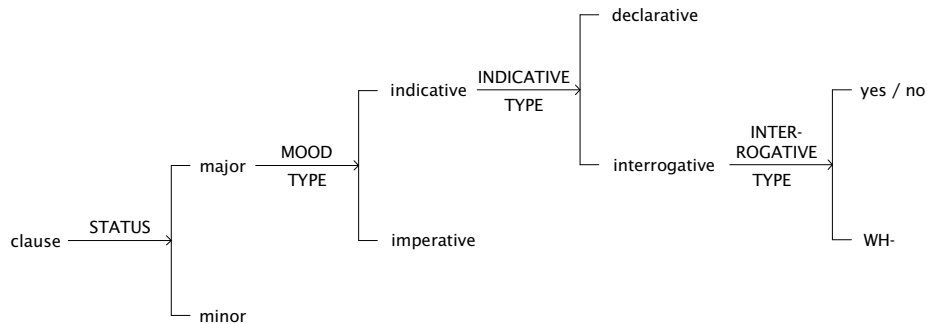 declarative
INDICATIVE
TYPE
indicative
yes / no
INTER-
ROGATIVE
TYPE
MOOD
TYPE
major
interrogative
STATUS
clause
imperative
WH-
minor